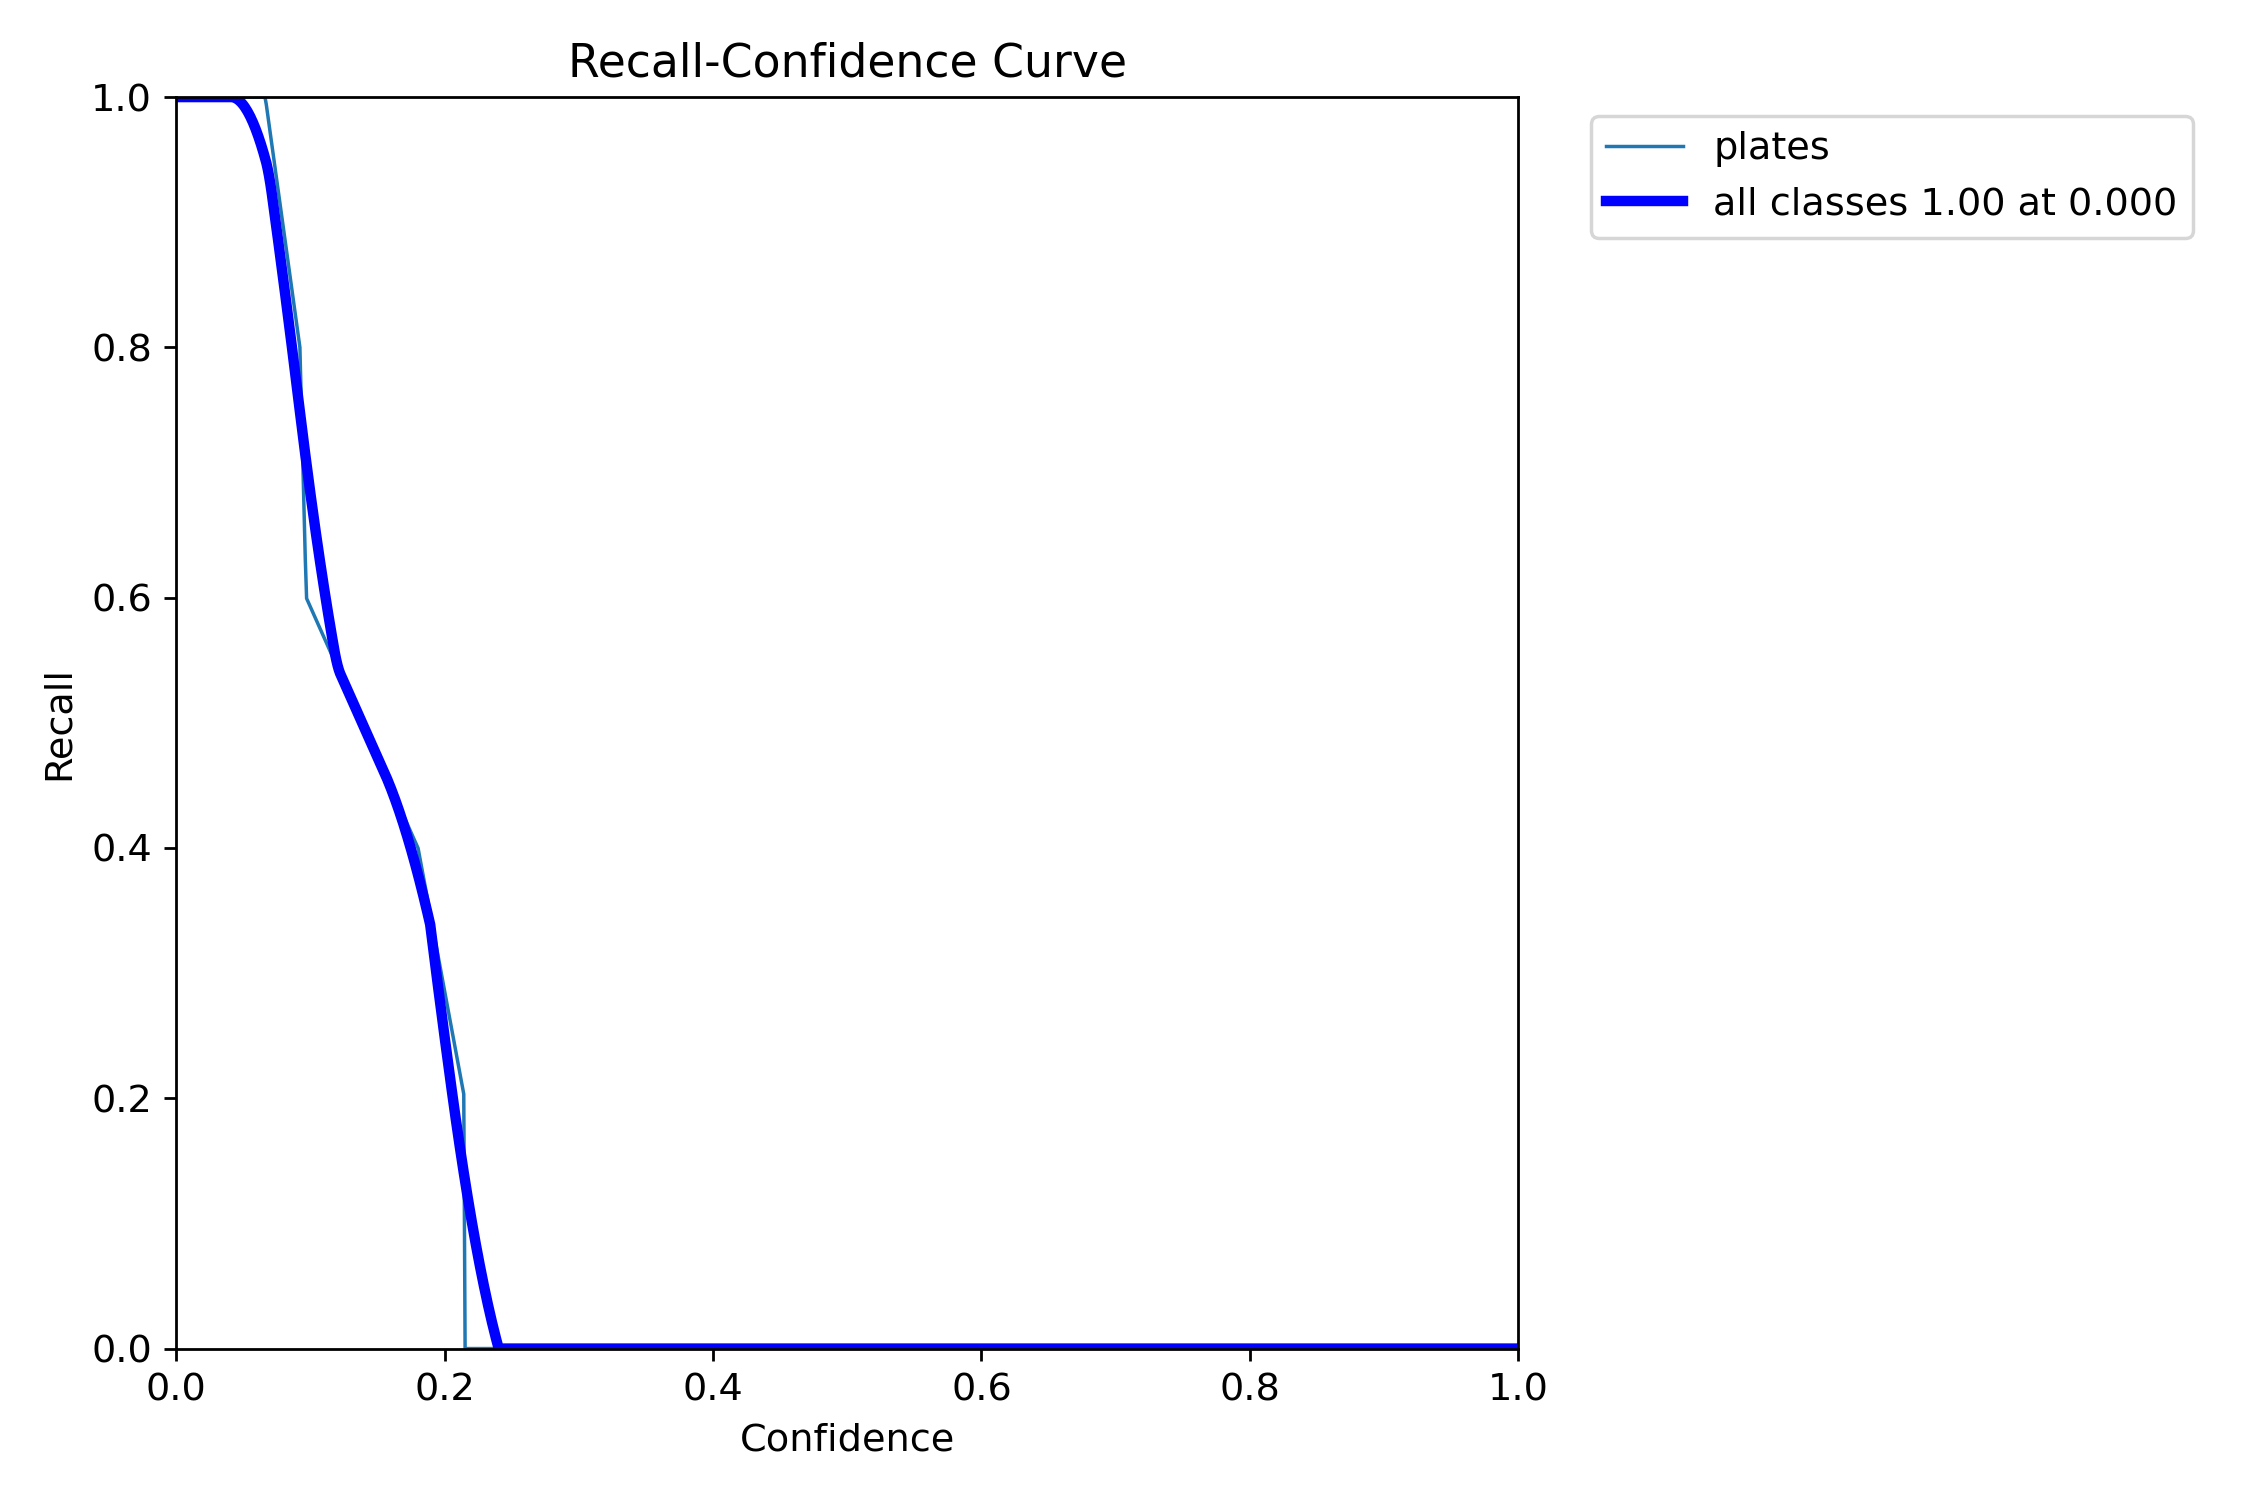 Recall-Confidence Curve
1.0
0.8
0.6
0.4
0.2
0.0
Recall
0.0 0.2 0.4 0.6 0.8 1.0
Confidence
plates
all classes 1.00 at 0.000